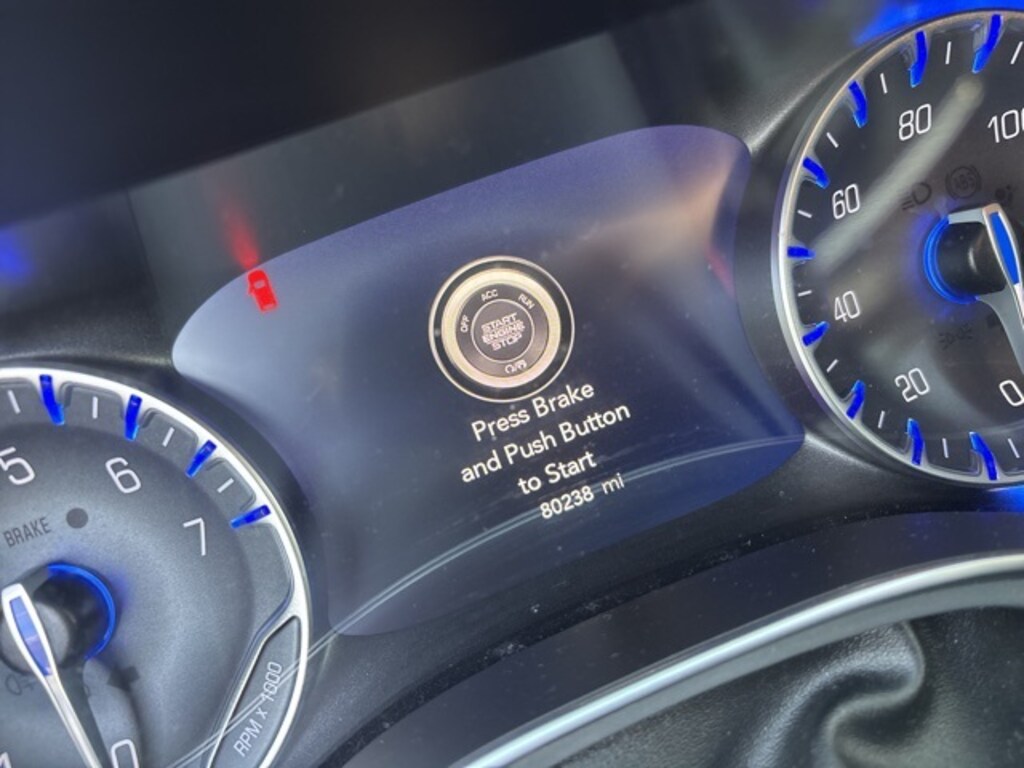 OFF ACC RUN
START
ENGINE
STOP
Press Brake
and Push Button
to Start
80238 mi
5 6 7
BRAKE
RPM X 1000
0
0 20 40 60 80 100